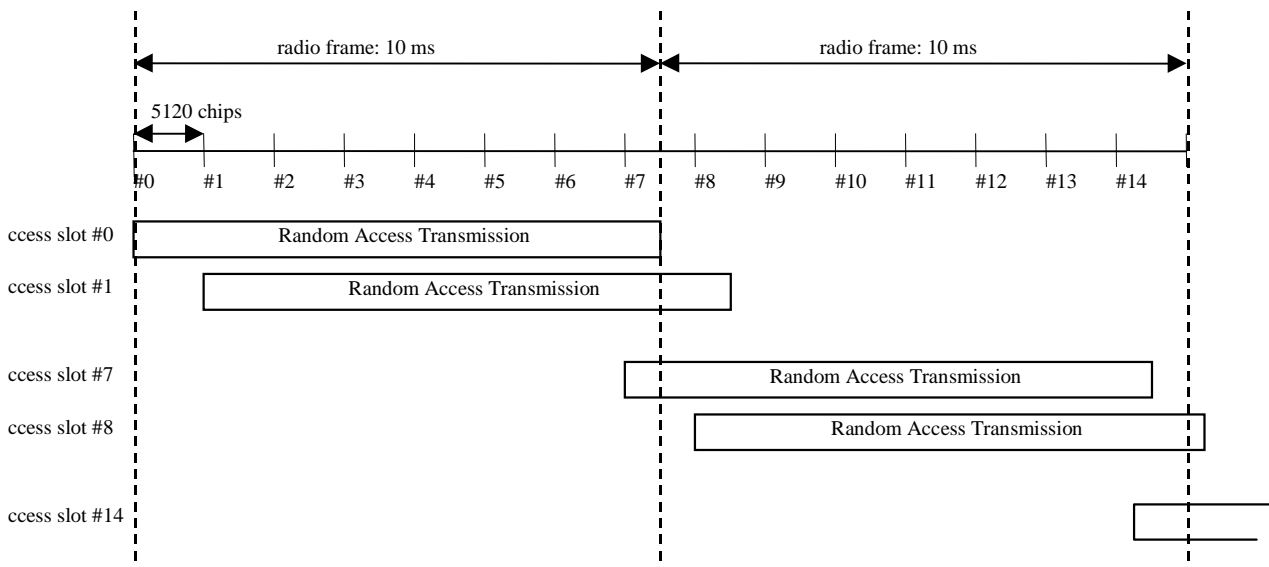 radio frame: 10 ms radio frame: 10 ms
5120 chips
#0 #1 #2 #3 #4 #5 #6 #7 #8 #9 #10 #11 #12 #13 #14
ccess slot #0 Random Access Transmission
ccess slot #1 Random Access Transmission
ccess slot #7 Random Access Transmission
ccess slot #8 Random Access Transmission
ccess slot #14